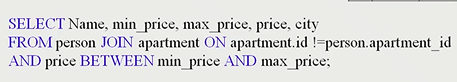 SELECT Name, min_price, max_price, price, city
FROM person JOIN apartment ON apartment.id !=person.apartment_id
AND price BETWEEN min_price AND max_price;